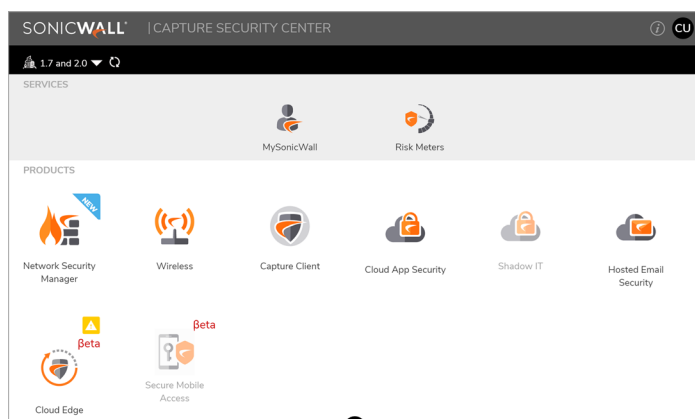 SONICWALL | CAPTURE SECURITY CENTER
i CU
1.7 and 2.0
SERVICES
MySonicWall Risk Meters
PRODUCTS
NEW
Network Security Manager
Wireless
Capture Client
Cloud App Security
Shadow IT
Hosted Email Security
βeta
Cloud Edge
βeta
Secure Mobile Access